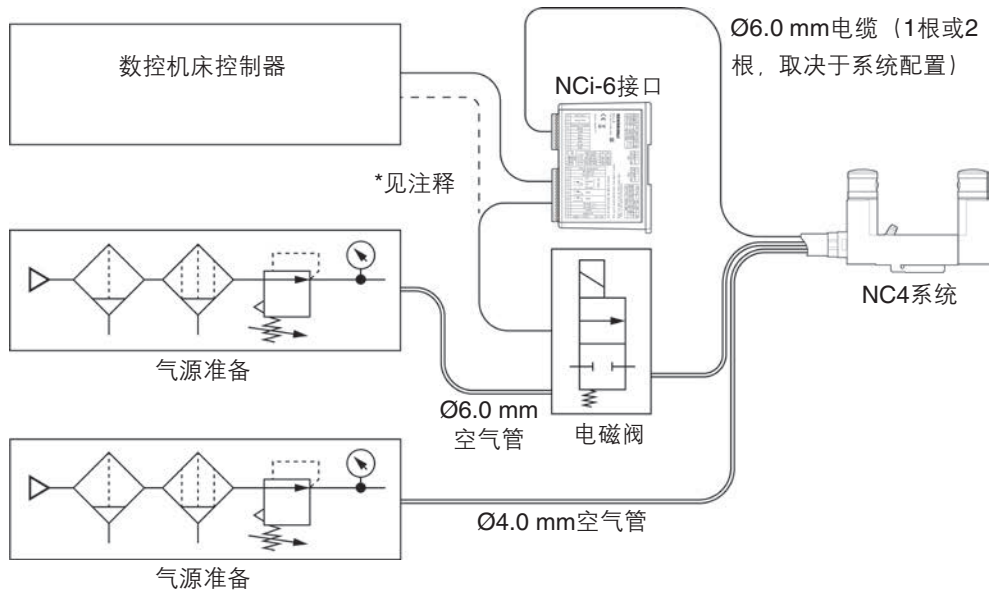 数控机床控制器
Ø6.0 mm电缆（1根或2
根，取决于系统配置）
NCi-6接口
*见注释
NC4系统
气源准备
Ø6.0 mm
空气管
电磁阀
Ø4.0 mm空气管
气源准备